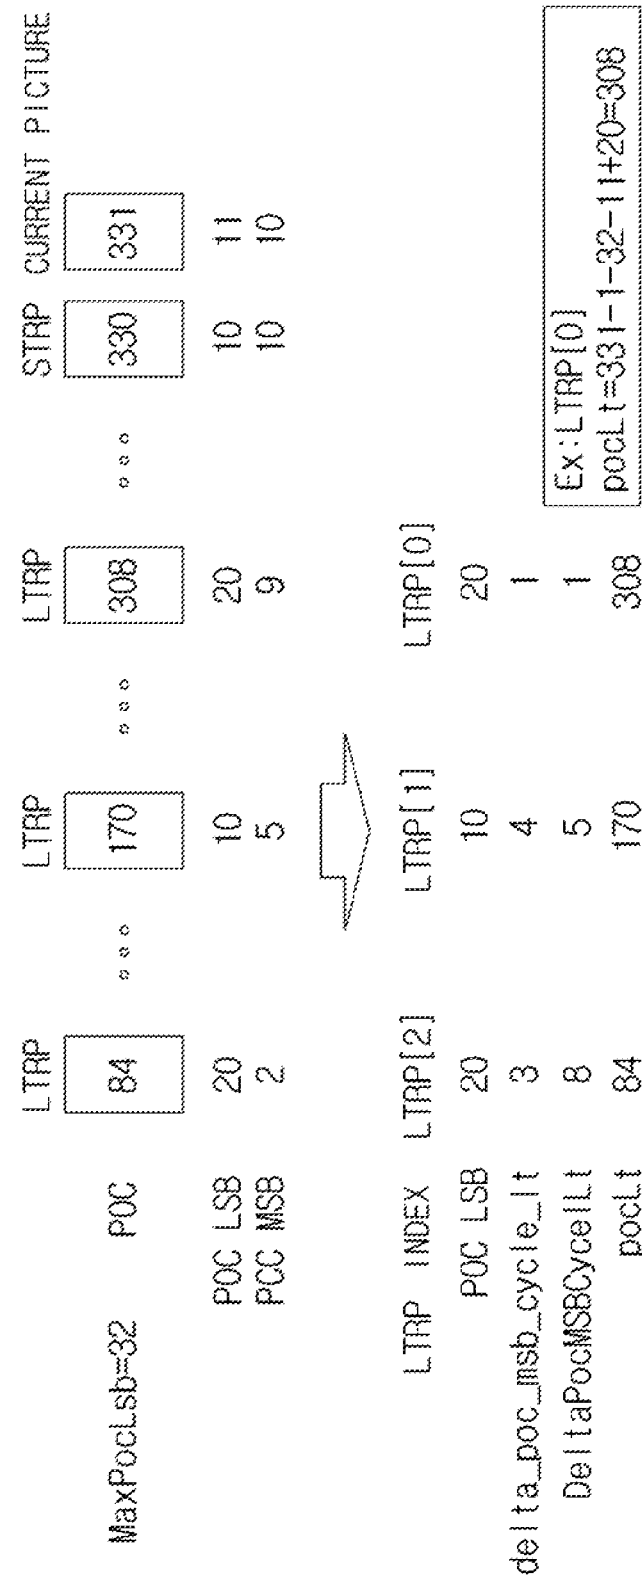 LTRP LTRP LTRP STRP CURRENT PICTURE
MaxPocLsb=32 POC 84 170 308 330 331
POC LSB 20 10 20 10 11
PCC MSB 2 5 9 10 10
LTRP INDEX LTRP[2] LTRP[1] LTRP[0]
POC LSB 20 10 20
delta_poc_msb_cycle_lt 3 4 1
DeltaPocMSBCycelLt 8 5 1
pocLt 84 170 308
Ex:LTRP[0]
pocLt=331-1-32-11+20=308